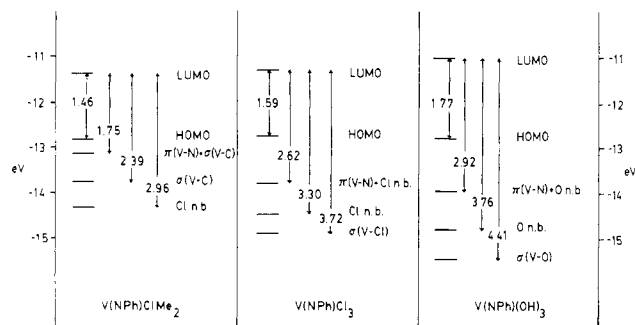 -11
-12
-13
eV
-14
-15
LUMO
1.46
1.75
HOMO
π(V-N)+σ(V-C)
2.39
σ(V-C)
2.96
Cl n.b
V(NPh)ClMe2
LUMO
1.59
HOMO
2.62
π(V-N)+Cl n.b.
3.30
Cl n.b.
3.72
σ(V-Cl)
V(NPh)Cl3
LUMO
1.77
HOMO
2.92
π(V-N)+O n.b
3.76
O n.b.
4.41
σ(V-O)
V(NPh)(OH)3
-11
-12
-13
eV
-14
-15